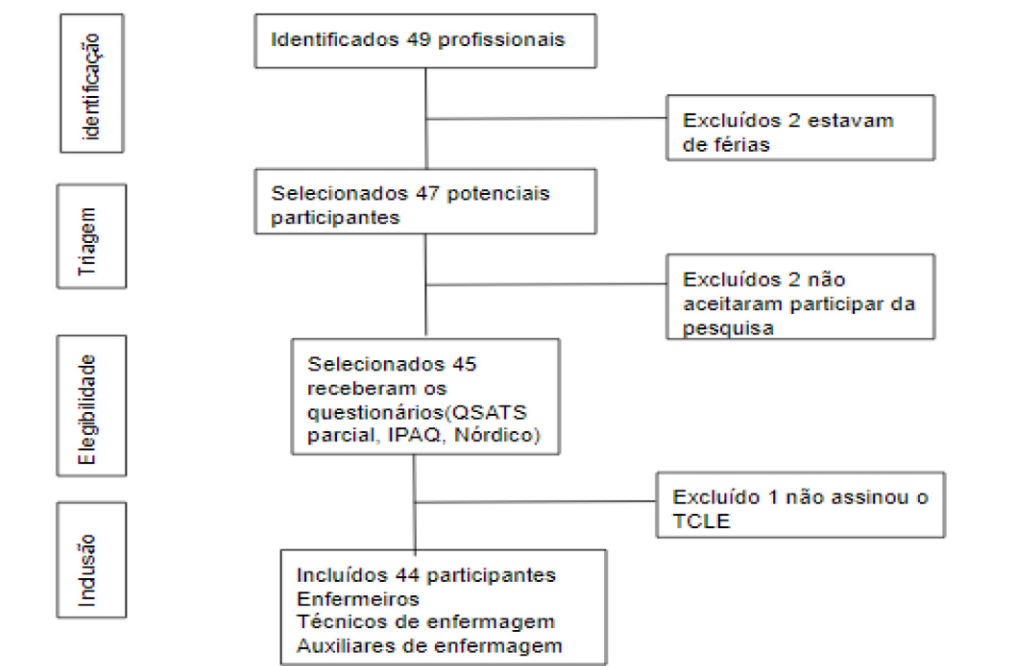 identificação
Identificados 49 profissionais
Excluídos 2 estavam
de férias
Triagem
Selecionados 47 potenciais
participantes
Excluídos 2 não
aceitaram participar da
pesquisa
Elegibilidade
Selecionados 45
receberam os
questionários(QSATS
parcial, IPAQ, Nórdico)
Excluído 1 não assinou o
TCLE
Inclusão
Incluídos 44 participantes
Enfermeiros
Técnicos de enfermagem
Auxiliares de enfermagem